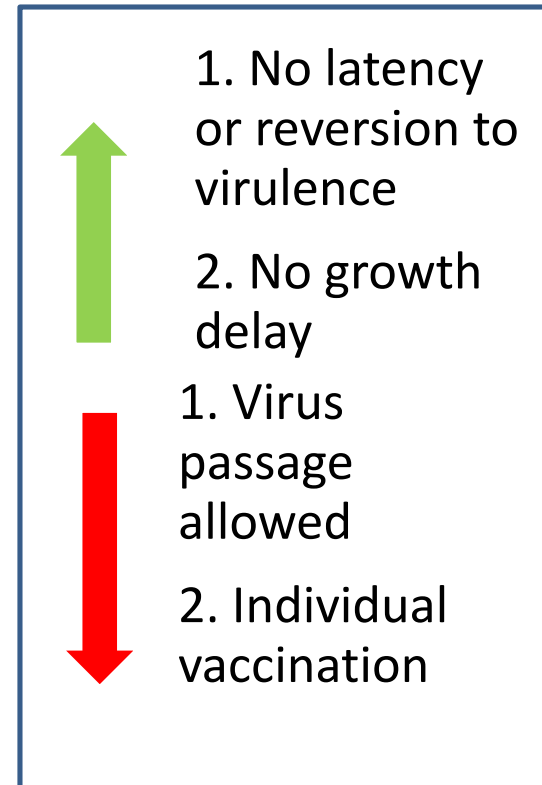 1. No latency
or reversion to
virulence
2. No growth
delay
1. Virus
passage
allowed
2. Individual
vaccination